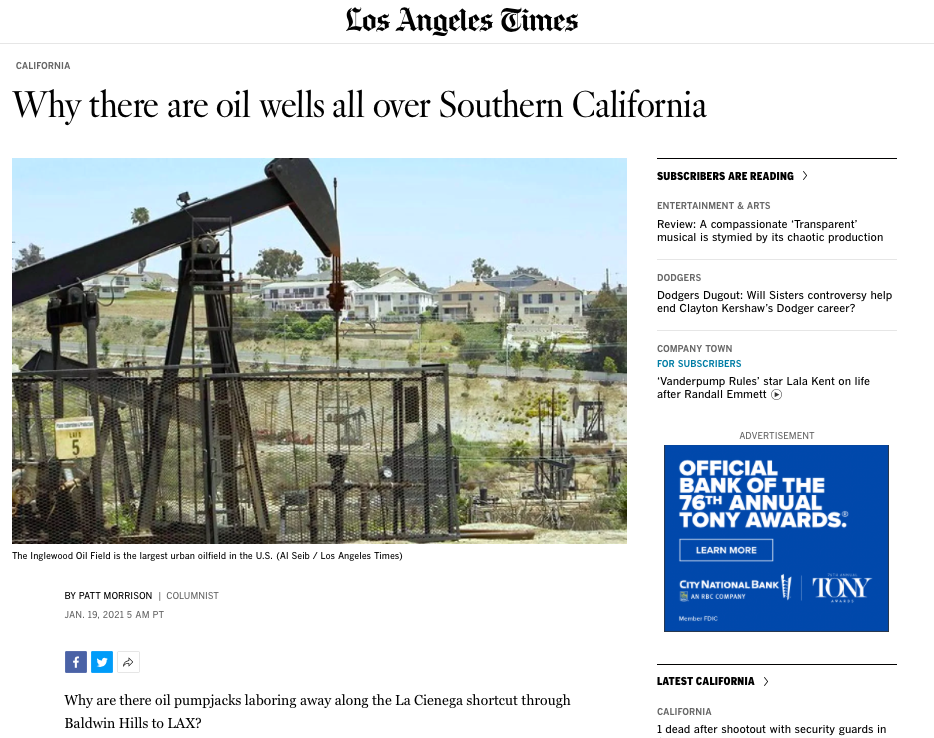 Los Angeles Times
CALIFORNIA
Why there are oil wells all over Southern California
5
The Inglewood Oil Field is the largest urban oilfield in the U.S. (Al Seib / Los Angeles Times)
BY PATT MORRISON | COLUMNIST
JAN. 19, 2021 5 AM PT
Why are there oil pumpjacks laboring away along the La Cienega shortcut through
Baldwin Hills to LAX?
SUBSCRIBERS ARE READING
ENTERTAINMENT & ARTS
Review: A compassionate ‘Transparent’
musical is stymied by its chaotic production
DODGERS
Dodgers Dugout: Will Sisters controversy help
end Clayton Kershaw’s Dodger career?
COMPANY TOWN
FOR SUBSCRIBERS
‘Vanderpump Rules’ star Lala Kent on life
after Randall Emmett
ADVERTISEMENT
OFFICIAL
BANK OF THE
76TH ANNUAL
TONY AWARDS.®
LEARN MORE
CITY NATIONAL BANK
AN RBC COMPANY
TONY
AWARDS
Member FDIC
LATEST CALIFORNIA
CALIFORNIA
1 dead after shootout with security guards in